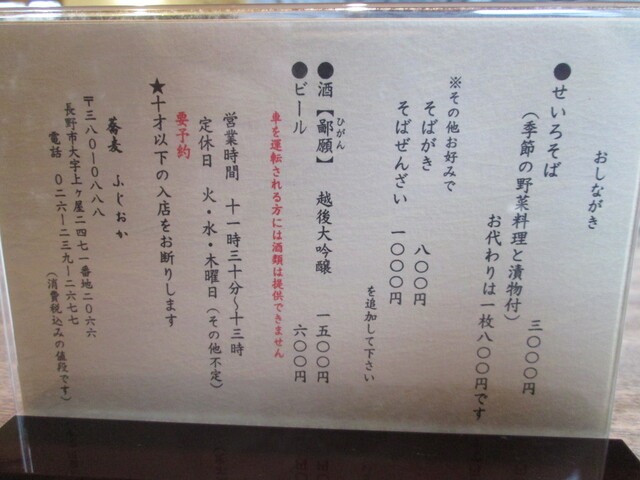 おしながき
●せいろそば 三〇〇〇円
（季節の野菜料理と漬物付）
お代わりは一枚八〇〇円です
※その他お好みで
そばがき 八〇〇円
そばぜんざい 一〇〇〇円
を追加して下さい
●酒【鄙願】 越後大吟醸 一五〇〇円
ひがん
●ビール 六〇〇円
車を運転される方には酒類は提供できません
営業時間 十一時三十分～十三時
定休日 火・水・木曜日（その他不定）
要予約
★十才以下の入店をお断りします
蕎麦 ふじおか
〒三八〇ー〇八八八
長野市大字上ヶ屋二四七一番地二〇六六
電話 〇二六ー二三九ー二六七七
（消費税込みの値段です）